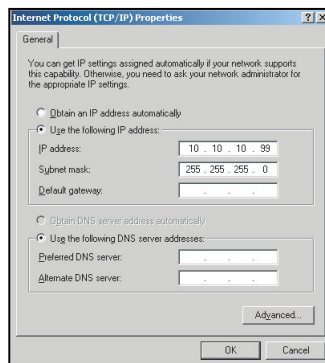 Internet Protocol (TCP/IP) Properties
General
You can get IP settings assigned automatically if your network supports
this capability. Otherwise, you need to ask your network administrator for
the appropriate IP settings.
Obtain an IP address automatically
Use the following IP address:
IP address: 10 . 10 . 10 . 99
Subnet mask: 255 . 255 . 255 . 0
Default gateway: . . .
Obtain DNS server address automatically
Use the following DNS server addresses:
Preferred DNS server: . . .
Alternate DNS server: . . .
Advanced...
OK Cancel